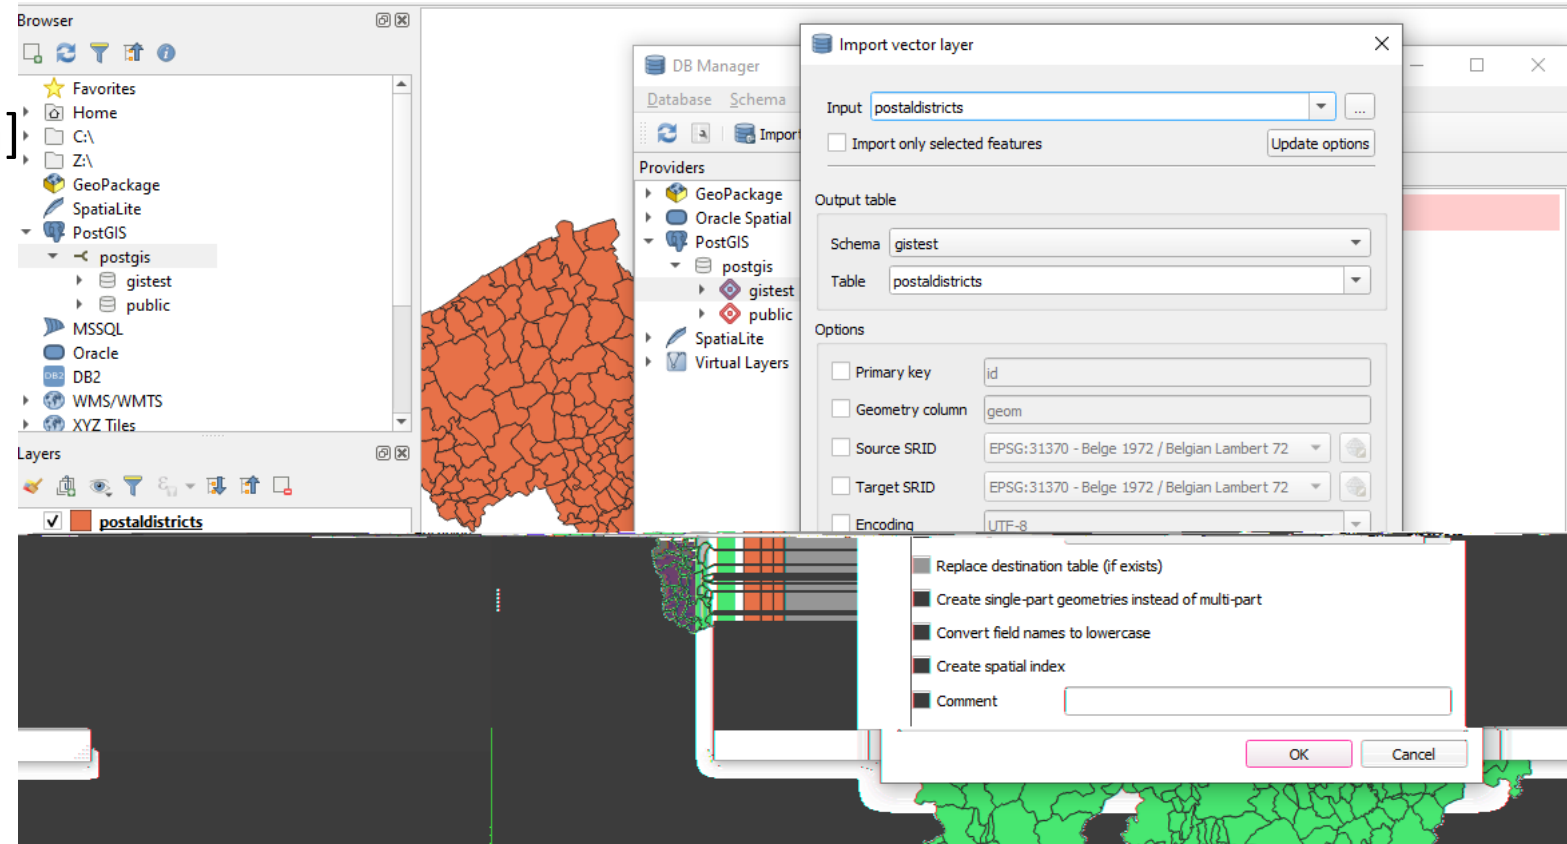 Browser
Favorites
Home
C:\
Z:\
GeoPackage
SpatiaLite
PostGIS
postgis
gistest
public
MSSQL
Oracle
DB2 DB2
WMS/WMTS
XYZ Tiles
Layers
postaldistricts
]
DB Manager
Database Schema
Import
Providers
GeoPackage
Oracle Spatial
PostGIS
postgis
gistest
public
SpatiaLite
Virtual Layers
Import vector layer
Input postaldistricts ...
Import only selected features Update options
Output table
Schema gistest
Table postaldistricts
Options
Primary key id
Geometry column geom
Source SRID EPSG:31370 - Belge 1972 / Belgian Lambert 72
Target SRID EPSG:31370 - Belge 1972 / Belgian Lambert 72
Encoding UTF-8
Replace destination table (if exists)
Create single-part geometries instead of multi-part
Convert field names to lowercase
Create spatial index
Comment
OK Cancel